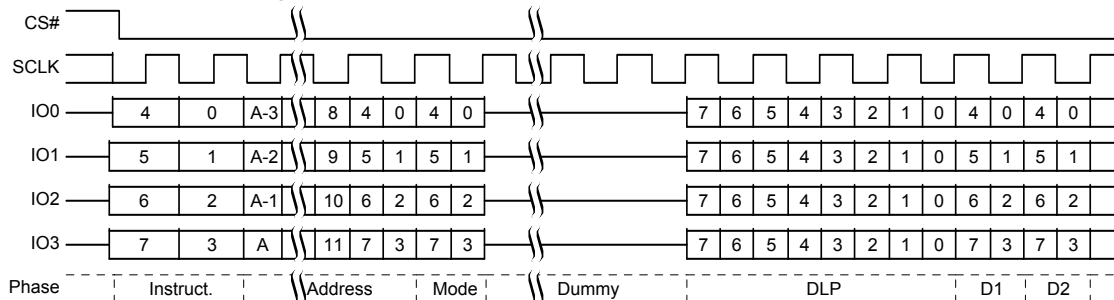 CS#
SCLK
IO0 4 0 A-3 8 4 0 4 0 7 6 5 4 3 2 1 0 4 0 4 0
IO1 5 1 A-2 9 5 1 5 1 7 6 5 4 3 2 1 0 5 1 5 1
IO2 6 2 A-1 10 6 2 6 2 7 6 5 4 3 2 1 0 6 2 6 2
IO3 7 3 A 11 7 3 7 3 7 6 5 4 3 2 1 0 7 3 7 3
Phase Instruct. Address Mode Dummy DLP D1 D2